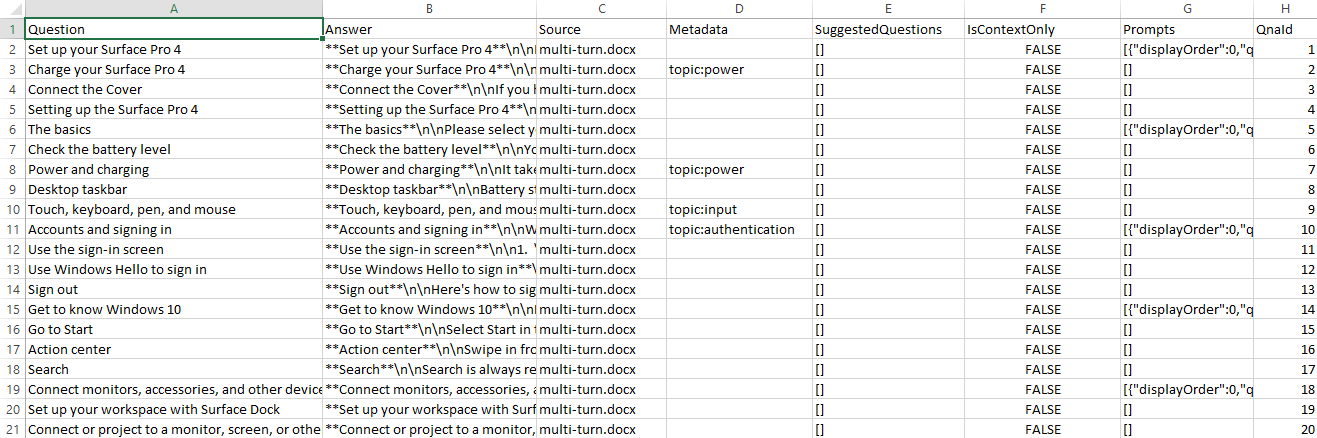 A B C D E F G H
1 Question Answer Source Metadata SuggestedQuestions IsContextOnly Prompts QnaId
2 Set up your Surface Pro 4 **Set up your Surface Pro 4**\n\n multi-turn.docx [] FALSE [{"displayOrder":0,"q 1
3 Charge your Surface Pro 4 **Charge your Surface Pro 4**\n\n multi-turn.docx topic:power [] FALSE [] 2
4 Connect the Cover **Connect the Cover**\n\nIf you multi-turn.docx [] FALSE [] 3
5 Setting up the Surface Pro 4 **Setting up the Surface Pro 4**\n multi-turn.docx [] FALSE [] 4
6 The basics **The basics**\n\nPlease select y multi-turn.docx [] FALSE [{"displayOrder":0,"q 5
7 Check the battery level **Check the battery level**\n\nYo multi-turn.docx [] FALSE [] 6
8 Power and charging **Power and charging**\n\nIt take multi-turn.docx topic:power [] FALSE [] 7
9 Desktop taskbar **Desktop taskbar**\n\nBattery st multi-turn.docx [] FALSE [] 8
10 Touch, keyboard, pen, and mouse **Touch, keyboard, pen, and mous multi-turn.docx topic:input [] FALSE [] 9
11 Accounts and signing in **Accounts and signing in**\n\nW multi-turn.docx topic:authentication [] FALSE [{"displayOrder":0,"q 10
12 Use the sign-in screen **Use the sign-in screen**\n\n1. multi-turn.docx [] FALSE [] 11
13 Use Windows Hello to sign in **Use Windows Hello to sign in**\ multi-turn.docx [] FALSE [] 12
14 Sign out **Sign out**\n\nHere's how to sig multi-turn.docx [] FALSE [] 13
15 Get to know Windows 10 **Get to know Windows 10**\n\n multi-turn.docx [] FALSE [{"displayOrder":0,"q 14
16 Go to Start **Go to Start**\n\nSelect Start in multi-turn.docx [] FALSE [] 15
17 Action center **Action center**\n\nSwipe in fro multi-turn.docx [] FALSE [] 16
18 Search **Search**\n\nSearch is always re multi-turn.docx [] FALSE [] 17
19 Connect monitors, accessories, and other device **Connect monitors, accessories, multi-turn.docx [] FALSE [{"displayOrder":0,"q 18
20 Set up your workspace with Surface Dock **Set up your workspace with Surf multi-turn.docx [] FALSE [] 19
21 Connect or project to a monitor, screen, or othe **Connect or project to a monitor, multi-turn.docx [] FALSE [] 20